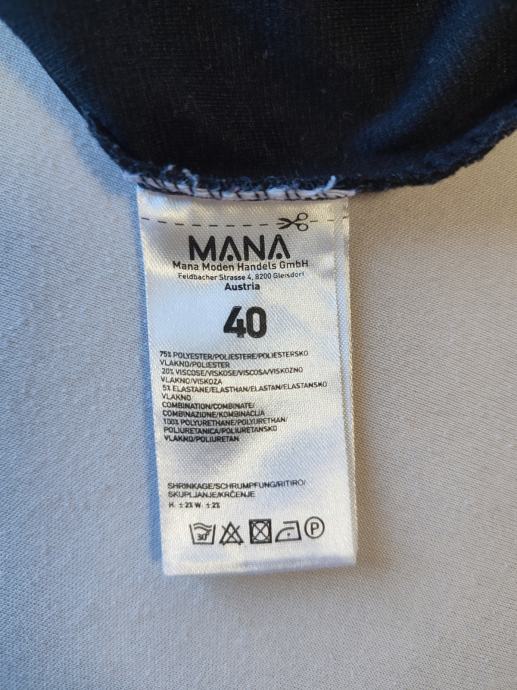 MANA
Mana Moden Handels GmbH
Feldbacher Strasse 4, 8200 Gleisdorf
Austria
40
75% POLYESTER/POLIESTERE/POLIESTERSKO
VLAKNO/POLIESTER
20% VISCOSE/VISKOSE/VISCOSA/VISKOZNO
VLAKNO/VISKOZA
5% ELASTANE/ELASTHAN/ELASTAN/ELASTANSKO
VLAKNO
COMBINATION/COMBINATE/
COMBINAZIONE/KOMBINACIJA
100% POLYURETHANE/POLYURETHAN/
POLIURETANICA/POLIURETANSKO
VLAKNO/POLIURETAN
SHRINKAGE/SCHRUMPFUNG/RITIRO/
SKUPLJANJE/KRČENJE
H: ±2% W: ±2%
30° P